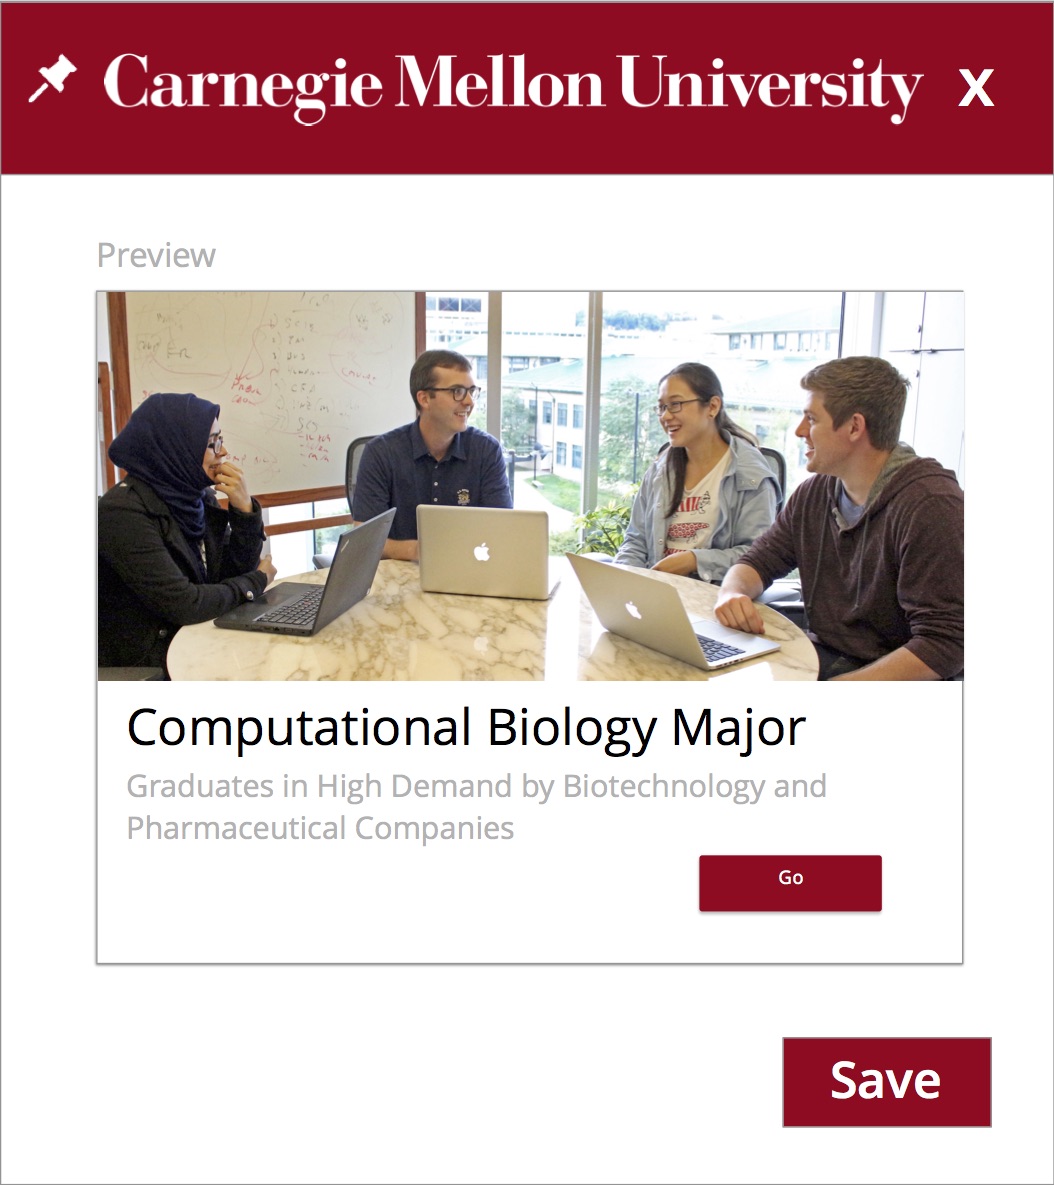 Carnegie Mellon University X
Preview
Computational Biology Major
Graduates in High Demand by Biotechnology and
Pharmaceutical Companies
Go
Save